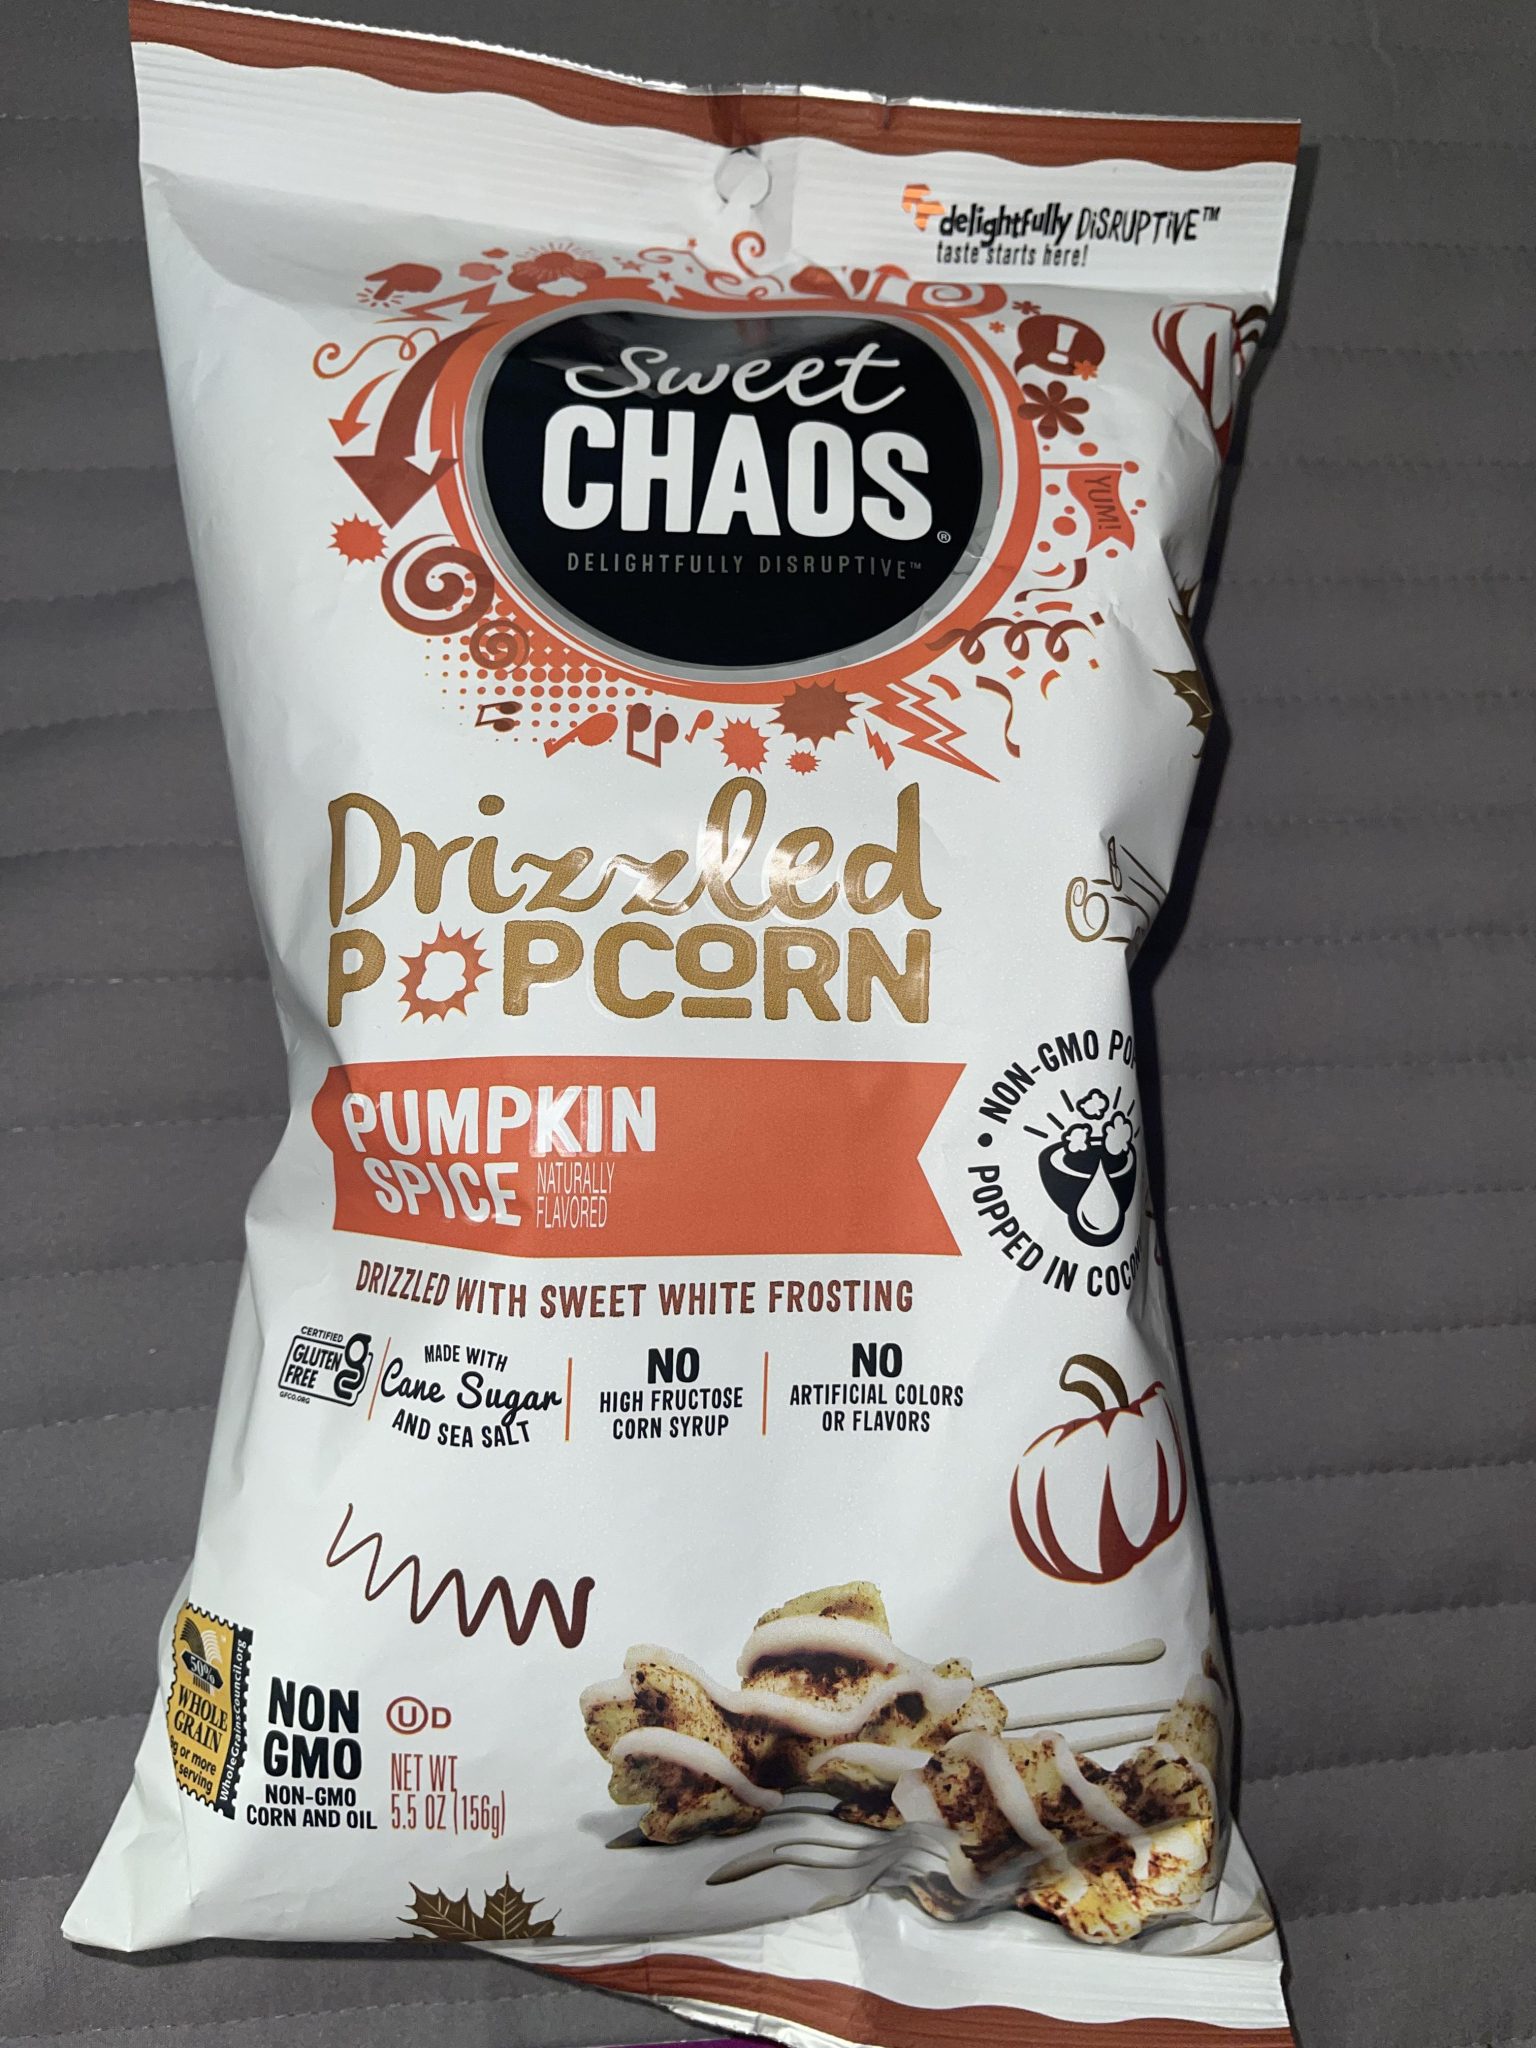 delightfully DiSRUPTiVE™
taste starts here!
Sweet
CHAOS®
DELIGHTFULLY DISRUPTIVE™
YUM!
Drizzled
POPCORN
PUMPKIN
SPICE
NATURALLY
FLAVORED
NON-GMO
POPPED IN
DRIZZLED WITH SWEET WHITE FROSTING
CERTIFIED
GLUTEN
FREE
GFCO.ORG
MADE WITH
Cane Sugar
AND SEA SALT
NO
HIGH FRUCTOSE
CORN SYRUP
NO
ARTIFICIAL COLORS
OR FLAVORS
50%
WHOLE
GRAIN
or more
serving
WholeGrainsCouncil.org
NON
GMO
NON-GMO
CORN AND OIL
U D
NET WT
5.5 OZ (156g)